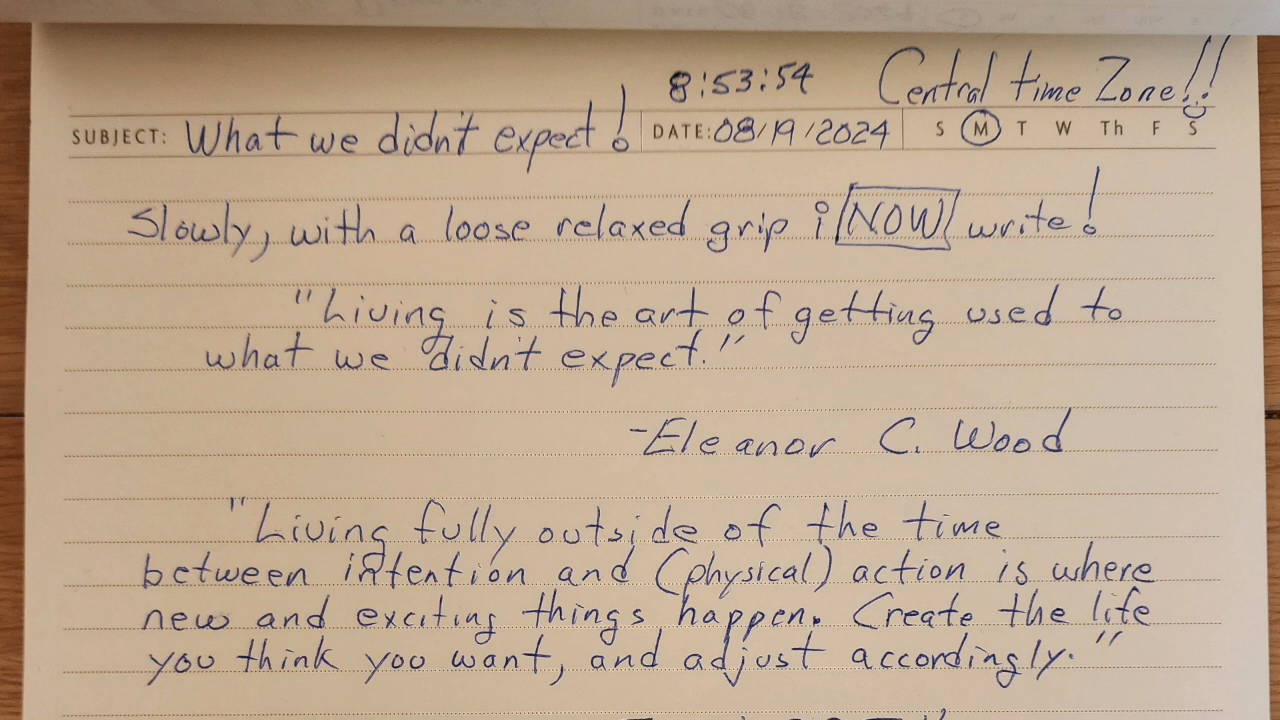 8:53:54 Central time Zone!!
SUBJECT: What we didn't expect! DATE: 08/19/2024 S M T W Th F S
Slowly, with a loose relaxed grip i NOW write!
"Living is the art of getting used to
what we didn't expect."
-Eleanor C. Wood
"Living fully outside of the time
between intention and (physical) action is where
new and exciting things happen. Create the life
you think you want, and adjust accordingly."